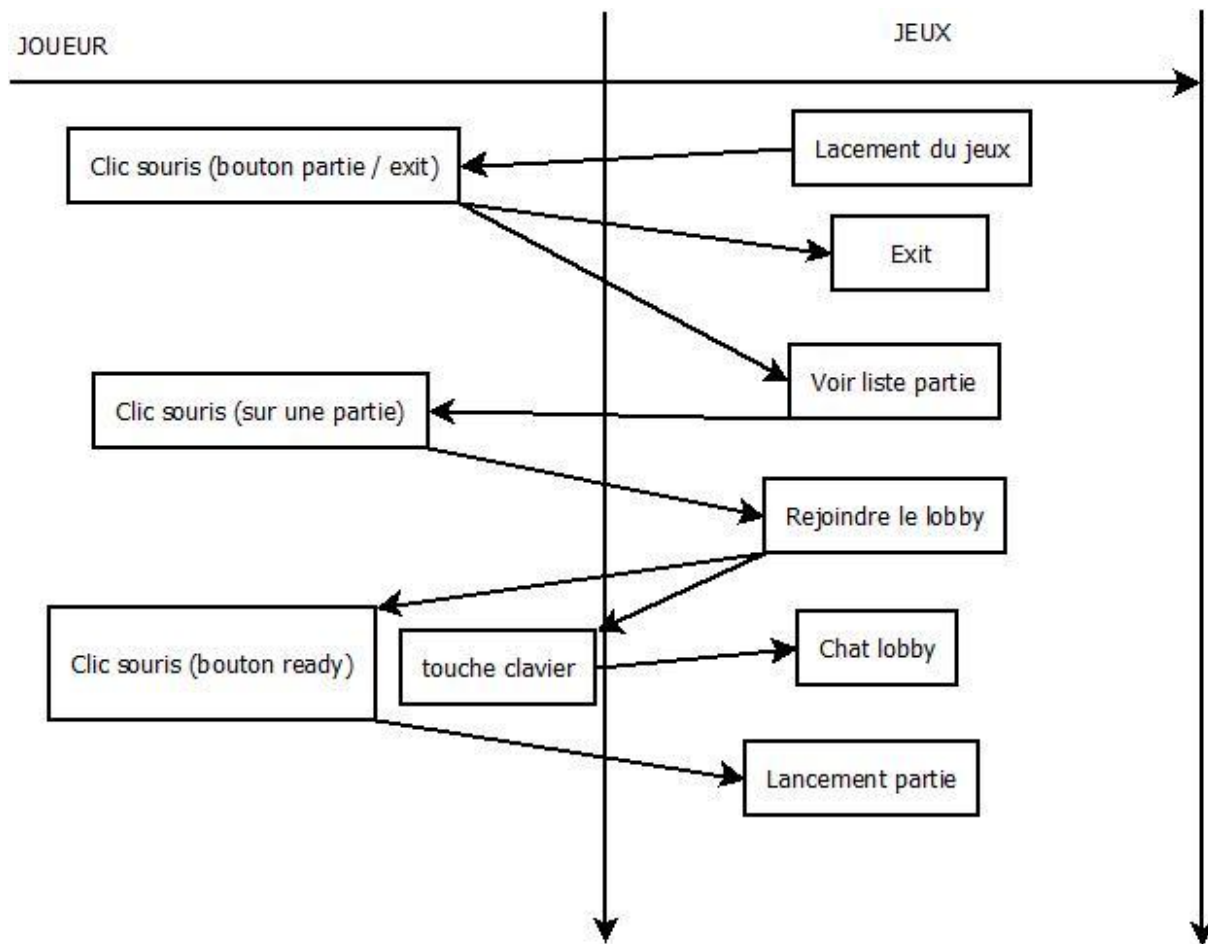 JOUEUR
JEUX
Clic souris (bouton partie / exit)
Lacement du jeux
Exit
Voir liste partie
Clic souris (sur une partie)
Rejoindre le lobby
Clic souris (bouton ready)
touche clavier
Chat lobby
Lancement partie